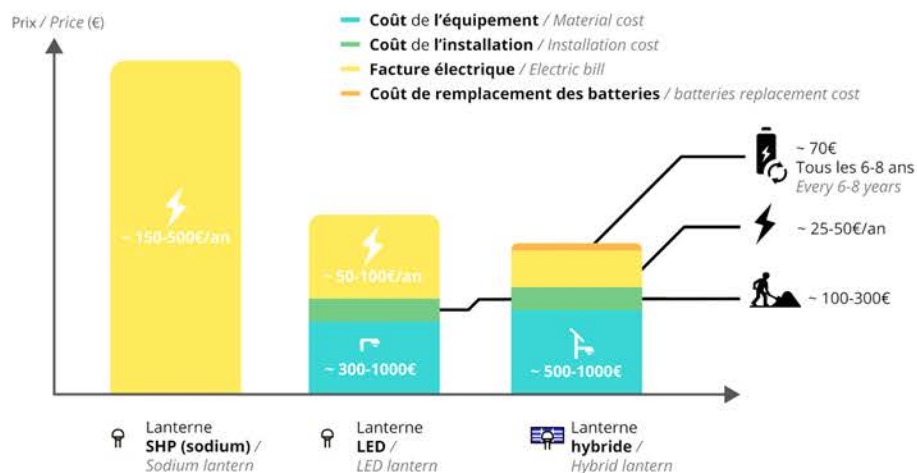 Prix / Price (€)
Coût de l'équipement / Material cost
Coût de l'installation / Installation cost
Facture électrique / Electric bill
Coût de remplacement des batteries / batteries replacement cost
~ 70€
Tous les 6-8 ans
Every 6-8 years
~ 150-500€/an
~ 50-100€/an
~ 25-50€/an
~ 100-300€
~ 300-1000€
~ 500-1000€
Lanterne
SHP (sodium) /
Sodium lantern
Lanterne
LED /
LED lantern
Lanterne
hybride /
Hybrid lantern